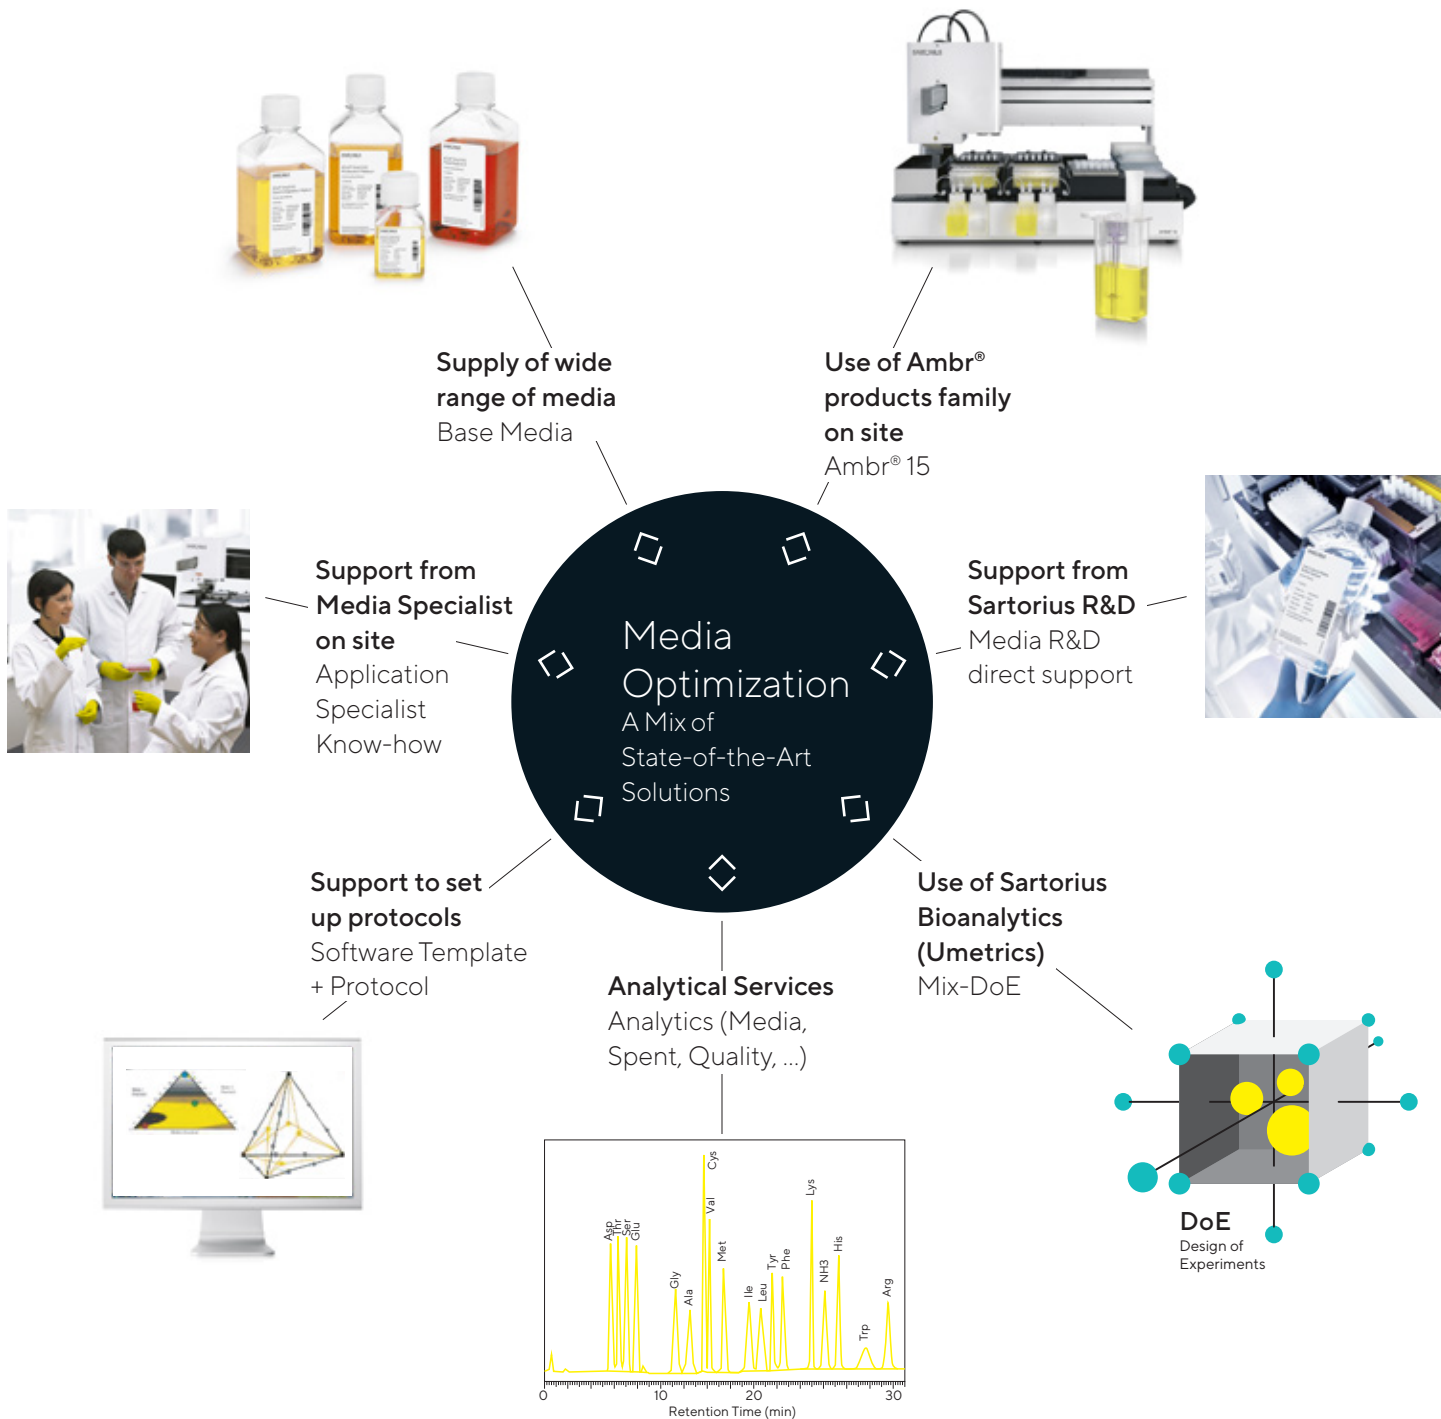 Supply of wide
range of media
Base Media
Use of Ambr®
products family
on site
Ambr® 15
Support from
Media Specialist
on site
Application
Specialist
Know-how
Support from
Sartorius R&D
Media R&D
direct support
Media
Optimization
A Mix of
State-of-the-Art
Solutions
Support to set
up protocols
Software Template
+ Protocol
Analytical Services
Analytics (Media,
Spent, Quality, ...)
Use of Sartorius
Bioanalytics
(Umetrics)
Mix-DoE
DoE
Design of
Experiments
Asp
Thr
Ser
Glu
Gly
Ala
Cys
Val
Met
Ile
Leu
Tyr
Phe
Lys
NH3
His
Trp
Arg
0 10 20 30
Retention Time (min)